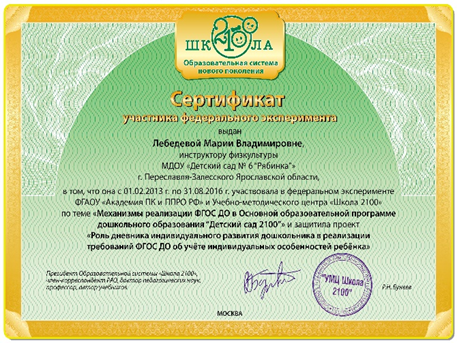 ШКОЛА
2100
Образовательная система
нового поколения
Сертификат
участника федерального эксперимента
выдан
Лебедевой Марии Владимировне,
инструктору физкультуры
МДОУ «Детский сад № 6 "Рябинка"»
г. Переславля-Залесского Ярославской области,
в том, что она с 01.02.2013 г. по 31.08.2016 г. участвовала в федеральном эксперименте
ФГАОУ «Академия ПК и ППРО РФ» и Учебно-методического центра «Школа 2100»
по теме «Механизмы реализации ФГОС ДО в Основной образовательной программе
дошкольного образования "Детский сад 2100"» и защитила проект
«Роль дневника индивидуального развития дошкольника в реализации
требований ФГОС ДО об учёте индивидуальных особенностей ребёнка»
Президент Образовательной системы «Школа 2100»,
член-корреспондент РАО, доктор педагогических наук,
профессор, автор учебников.
"УМЦ Школа
2100"
Р.Н. Бунеев
МОСКВА